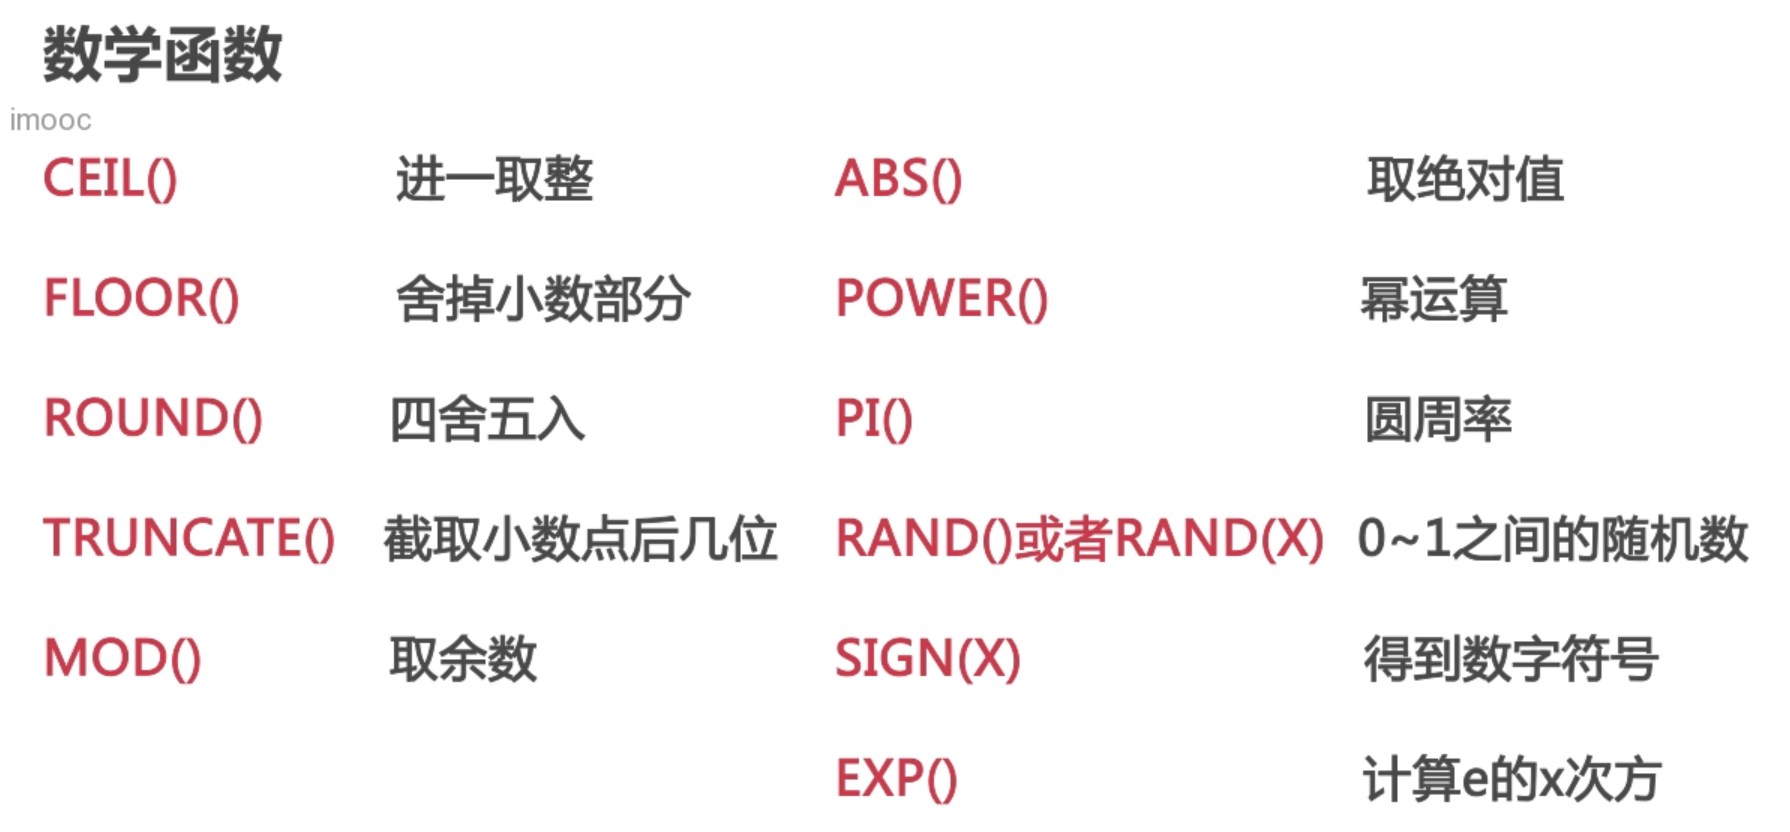 数学函数
imooc
CEIL() 进一取整 ABS() 取绝对值
FLOOR() 舍掉小数部分 POWER() 幂运算
ROUND() 四舍五入 PI() 圆周率
TRUNCATE() 截取小数点后几位 RAND()或者RAND(X) 0~1之间的随机数
MOD() 取余数 SIGN(X) 得到数字符号
EXP() 计算e的x次方